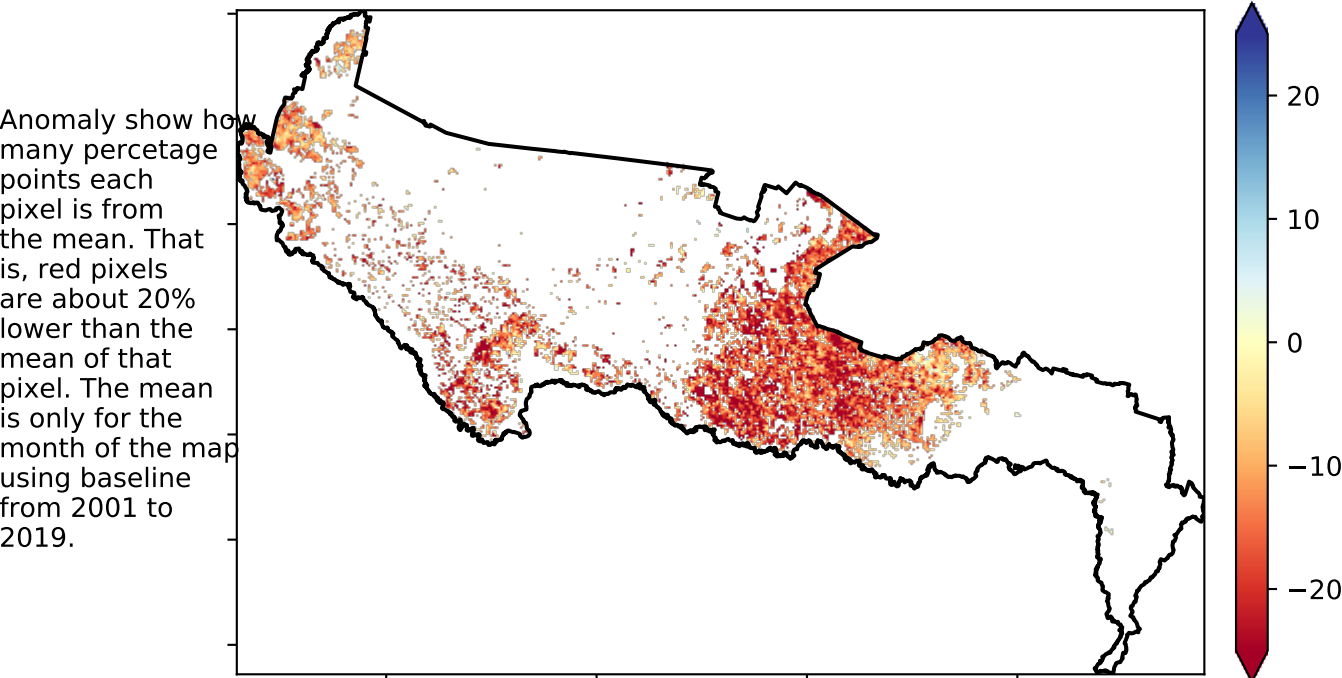 Anomaly show how
many percetage
points each
pixel is from
the mean. That
is, red pixels
are about 20%
lower than the
mean of that
pixel. The mean
is only for the
month of the map
using baseline
from 2001 to
2019.
20
10
0
−10
−20